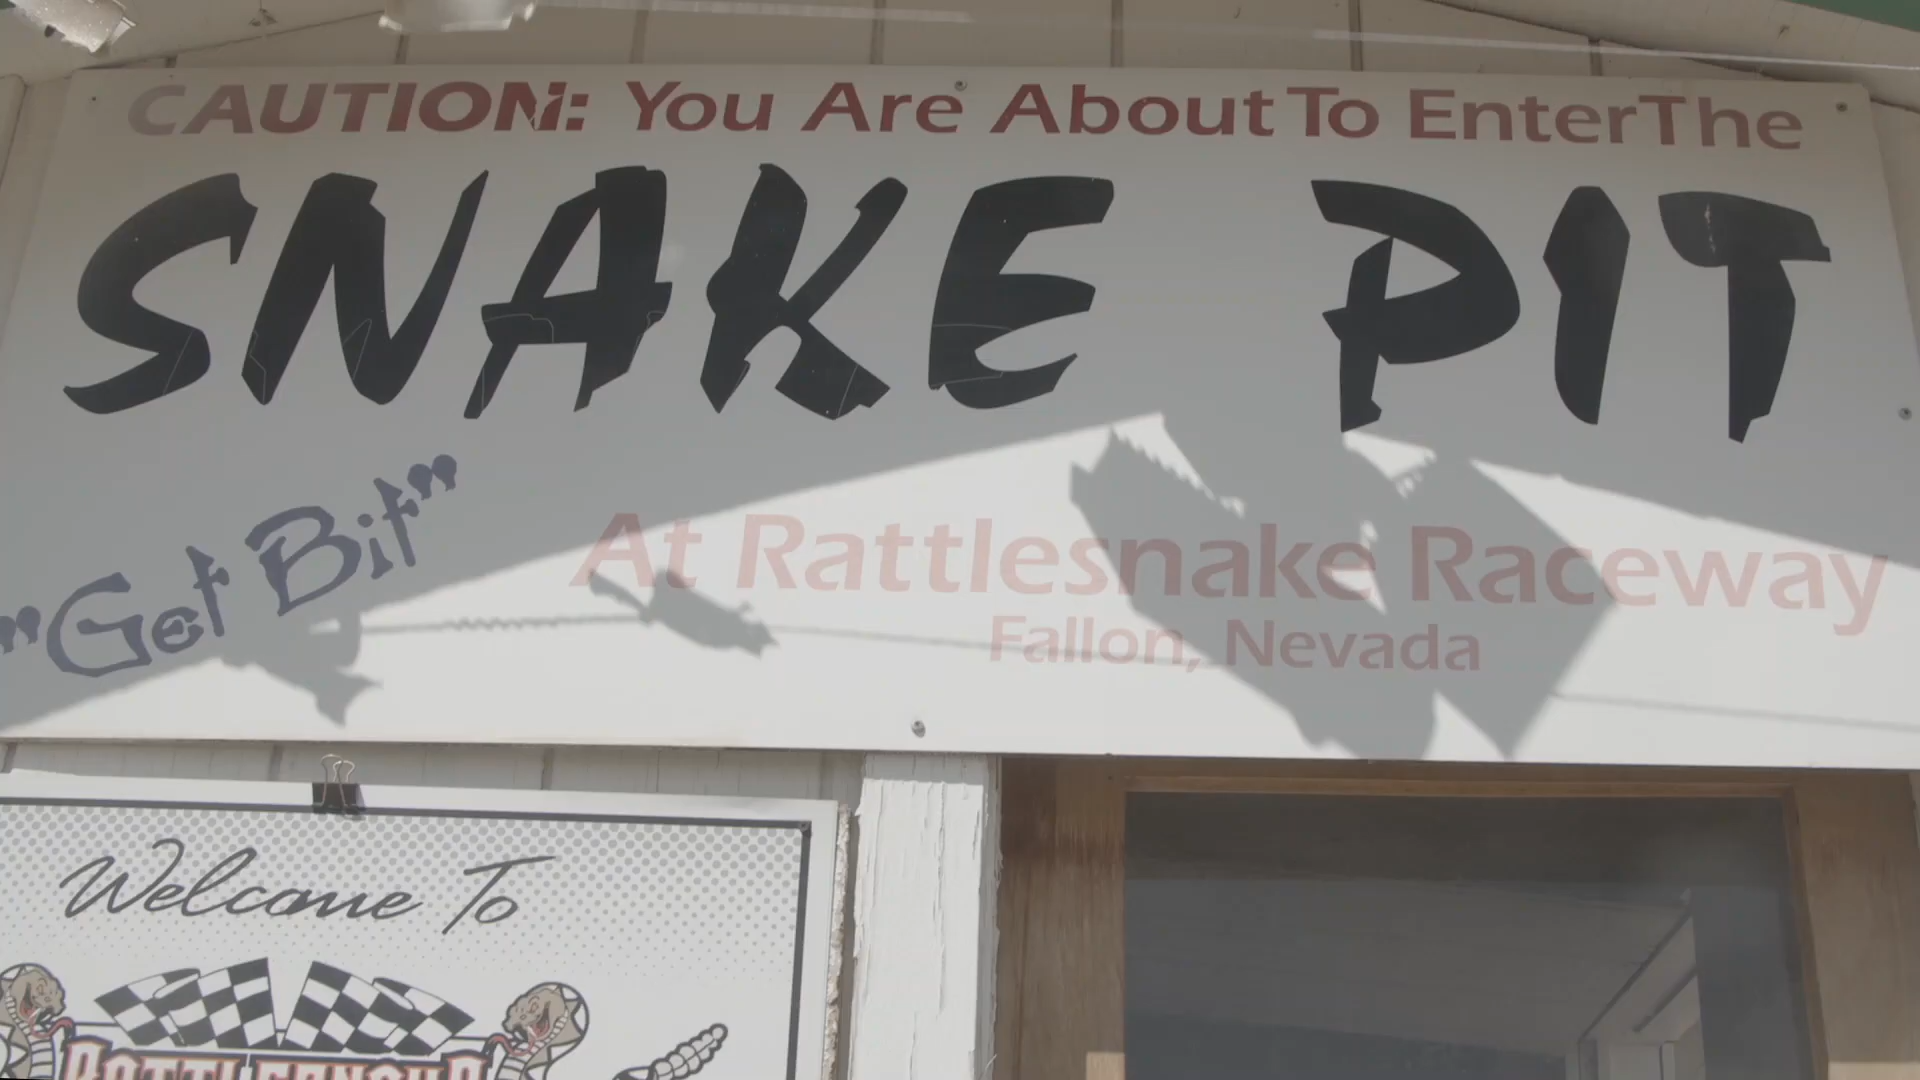 CAUTION: You Are About To EnterThe
SNAKE PIT
"Get Bit"
At Rattlesnake Raceway
Fallon, Nevada
Welcome To